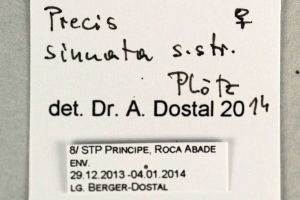 Precis ♀
sinuata s.str.
Plötz
det. Dr. A. Dostal 2014
8/ STP PRINCIPE, ROCA ABADE
ENV.
29.12.2013 -04.01.2014
LG. BERGER-DOSTAL